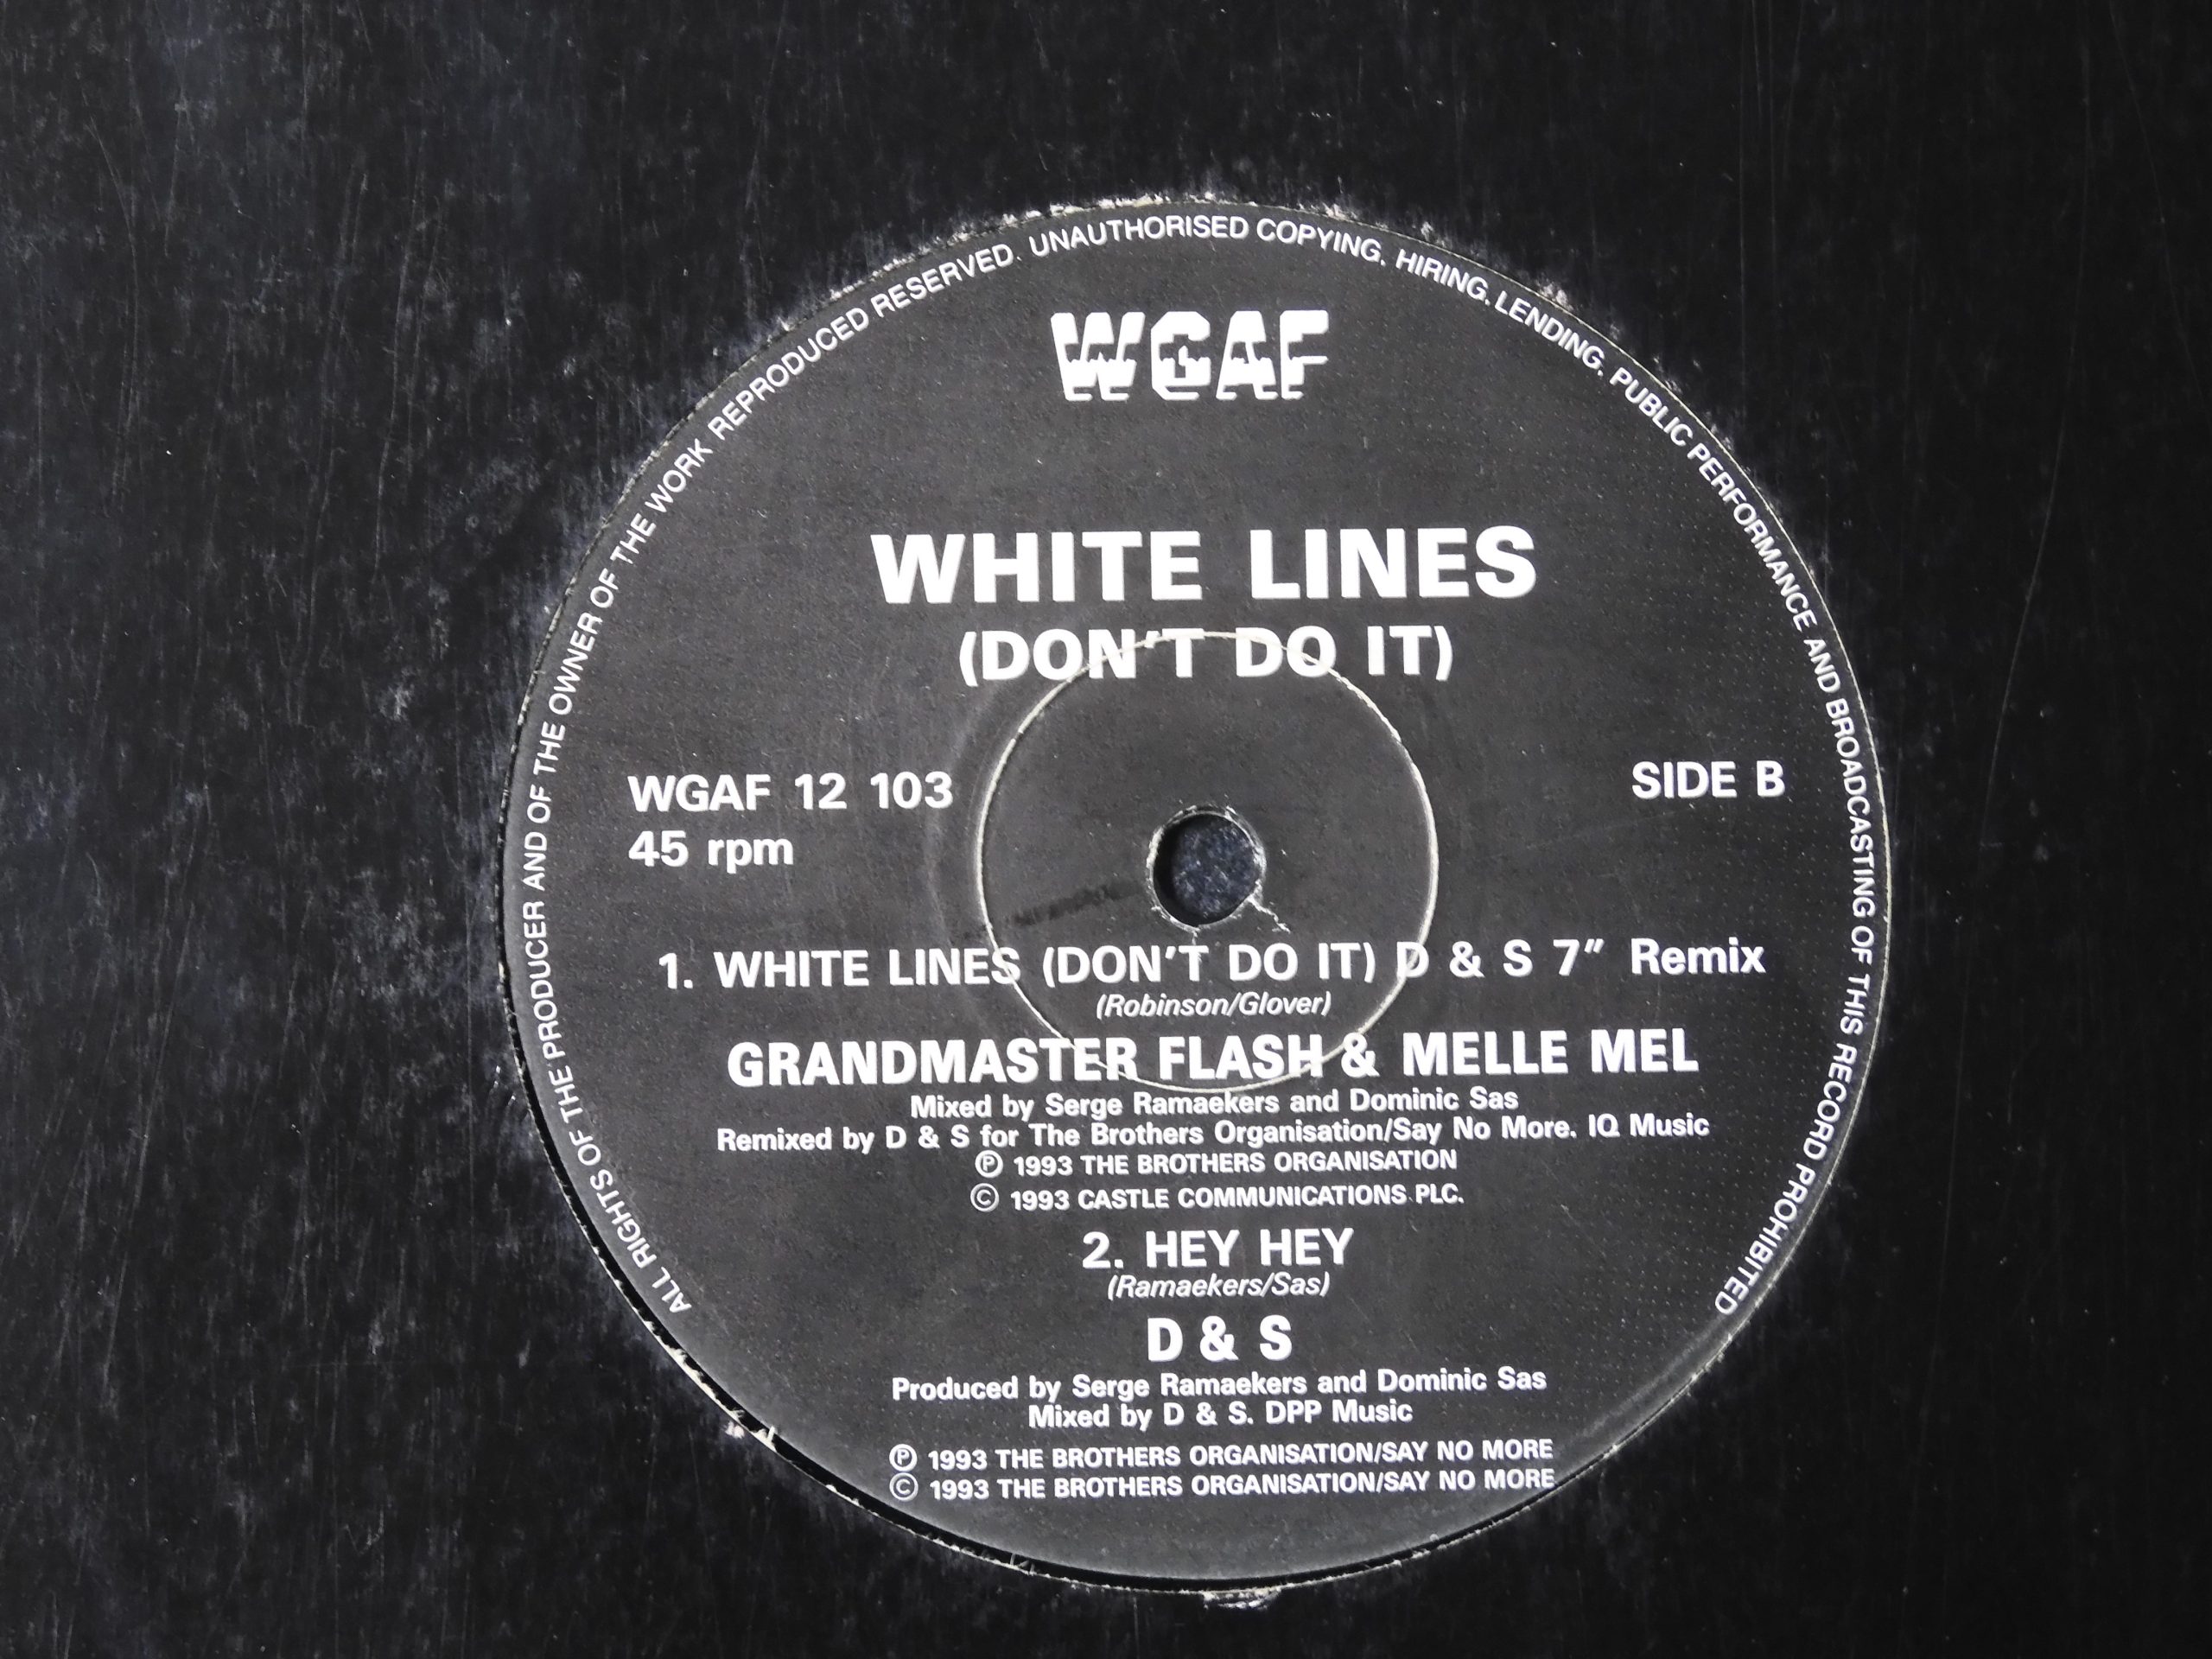 ALL RIGHTS OF THE PRODUCER AND OF THE OWNER OF THE WORK REPRODUCED RESERVED. UNAUTHORISED COPYING, HIRING, LENDING, PUBLIC PERFORMANCE AND BROADCASTING OF THIS RECORD PROHIBITED
WGAF
WHITE LINES
(DON'T DO IT)
WGAF 12 103
SIDE B
45 rpm
1. WHITE LINES (DON'T DO IT) D & S 7" Remix
(Robinson/Glover)
GRANDMASTER FLASH & MELLE MEL
Mixed by Serge Ramaekers and Dominic Sas
Remixed by D & S for The Brothers Organisation/Say No More. IQ Music
Ⓟ 1993 THE BROTHERS ORGANISATION
© 1993 CASTLE COMMUNICATIONS PLC.
2. HEY HEY
(Ramaekers/Sas)
D & S
Produced by Serge Ramaekers and Dominic Sas
Mixed by D & S. DPP Music
Ⓟ 1993 THE BROTHERS ORGANISATION/SAY NO MORE
© 1993 THE BROTHERS ORGANISATION/SAY NO MORE